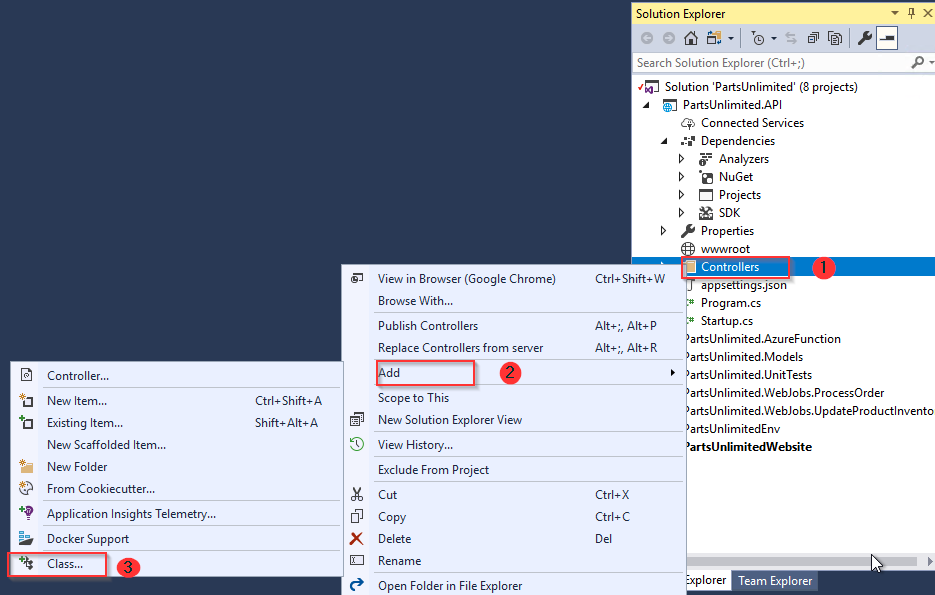 Solution Explorer
Search Solution Explorer (Ctrl+;)
Solution 'PartsUnlimited' (8 projects)
PartsUnlimited.API
Connected Services
Dependencies
Analyzers
NuGet
Projects
SDK
Properties
wwwroot
Controllers 1
appsettings.json
Program.cs
Startup.cs
PartsUnlimited.AzureFunction
PartsUnlimited.Models
PartsUnlimited.UnitTests
PartsUnlimited.WebJobs.ProcessOrder
PartsUnlimited.WebJobs.UpdateProductInvento
PartsUnlimitedEnv
PartsUnlimitedWebsite
Explorer Team Explorer
View in Browser (Google Chrome) Ctrl+Shift+W
Browse With...
Publish Controllers Alt+;, Alt+P
Replace Controllers from server Alt+;, Alt+R
Add 2
Scope to This
New Solution Explorer View
View History...
Exclude From Project
Cut Ctrl+X
Copy Ctrl+C
Delete Del
Rename
Open Folder in File Explorer
Controller...
New Item... Ctrl+Shift+A
Existing Item... Shift+Alt+A
New Scaffolded Item...
New Folder
From Cookiecutter...
Application Insights Telemetry...
Docker Support
Class... 3